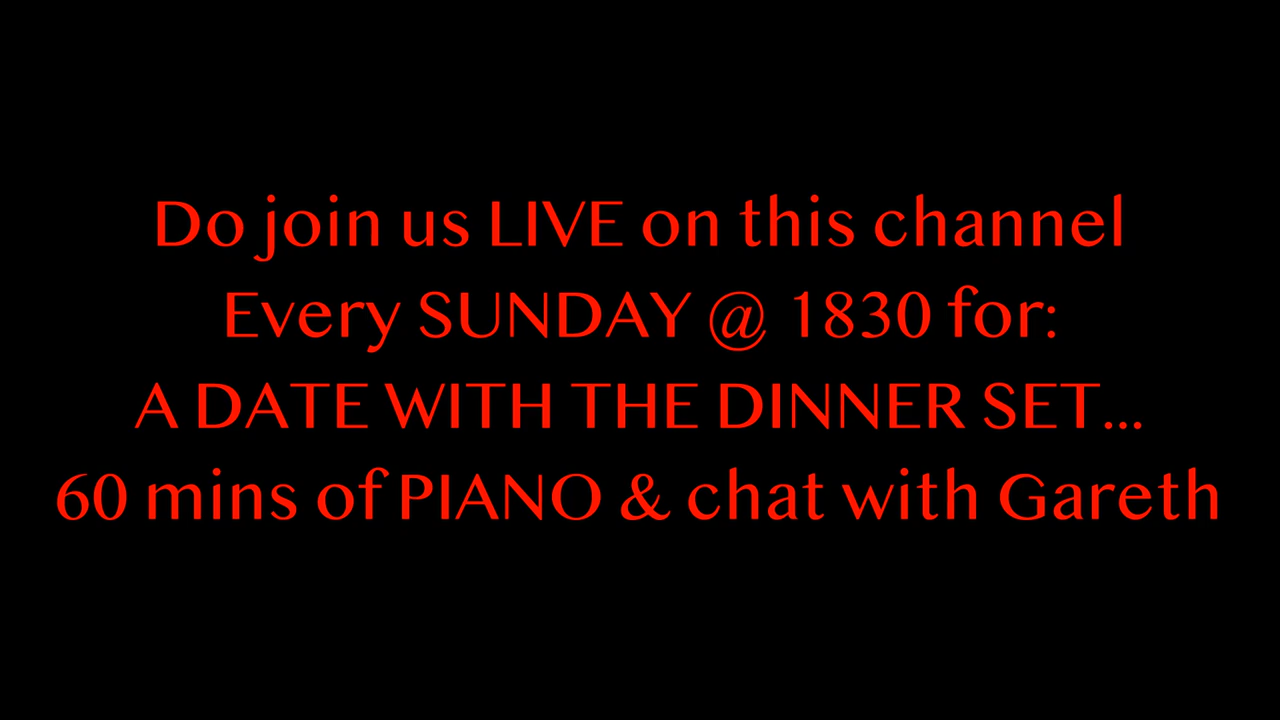 Do join us LIVE on this channel
Every SUNDAY @ 1830 for:
A DATE WITH THE DINNER SET...
60 mins of PIANO & chat with Gareth